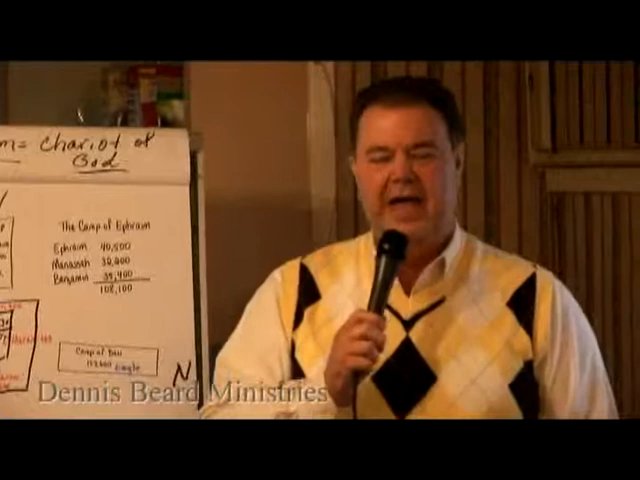 m= Chariot of
God
The Camp of Ephraim
Ephraim 40,500
Manasseh 32,200
Benjamin 35,400
108,100
Camp of Dan
Eagle
N
Dennis Beard Ministries